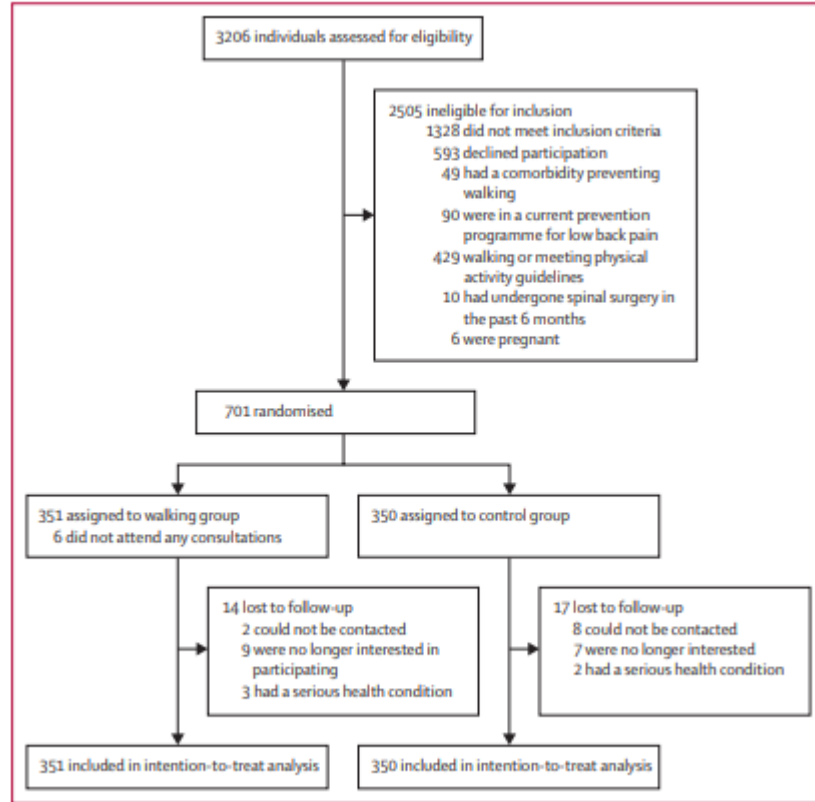 3206 individuals assessed for eligibility
2505 ineligible for inclusion
1328 did not meet inclusion criteria
593 declined participation
49 had a comorbidity preventing
walking
90 were in a current prevention
programme for low back pain
429 walking or meeting physical
activity guidelines
10 had undergone spinal surgery in
the past 6 months
6 were pregnant
701 randomised
351 assigned to walking group
6 did not attend any consultations
350 assigned to control group
14 lost to follow-up
2 could not be contacted
9 were no longer interested in
participating
3 had a serious health condition
17 lost to follow-up
8 could not be contacted
7 were no longer interested
2 had a serious health condition
351 included in intention-to-treat analysis
350 included in intention-to-treat analysis